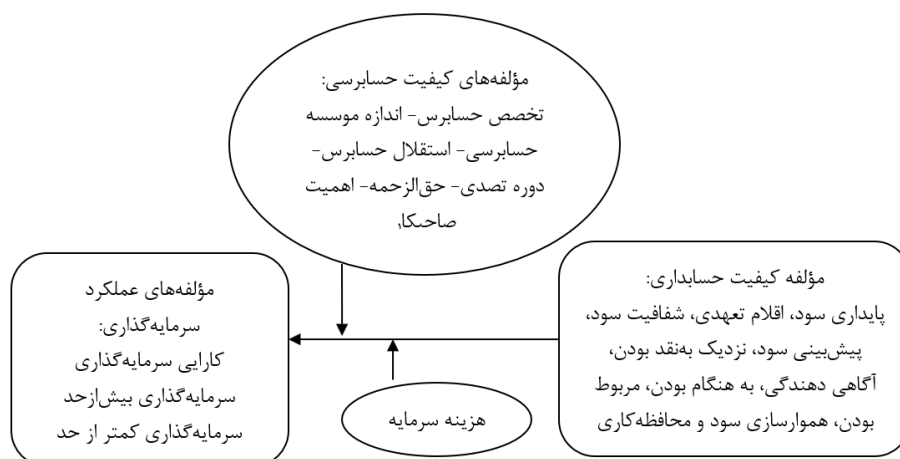 مؤلفه‌های کیفیت حسابرسی:
تخصص حسابرس- اندازه موسسه
حسابرسی- استقلال حسابرس-
دوره تصدی- حق‌الزحمه- اهمیت
صاحبکار
مؤلفه کیفیت حسابداری:
پایداری سود، اقلام تعهدی، شفافیت سود،
پیش‌بینی سود، نزدیک به‌نقد بودن،
آگاهی دهندگی، به هنگام بودن، مربوط
بودن، هموارسازی سود و محافظه‌کاری
مؤلفه‌های عملکرد
سرمایه‌گذاری:
کارایی سرمایه‌گذاری
سرمایه‌گذاری بیش‌ازحد
سرمایه‌گذاری کمتر از حد
هزینه سرمایه